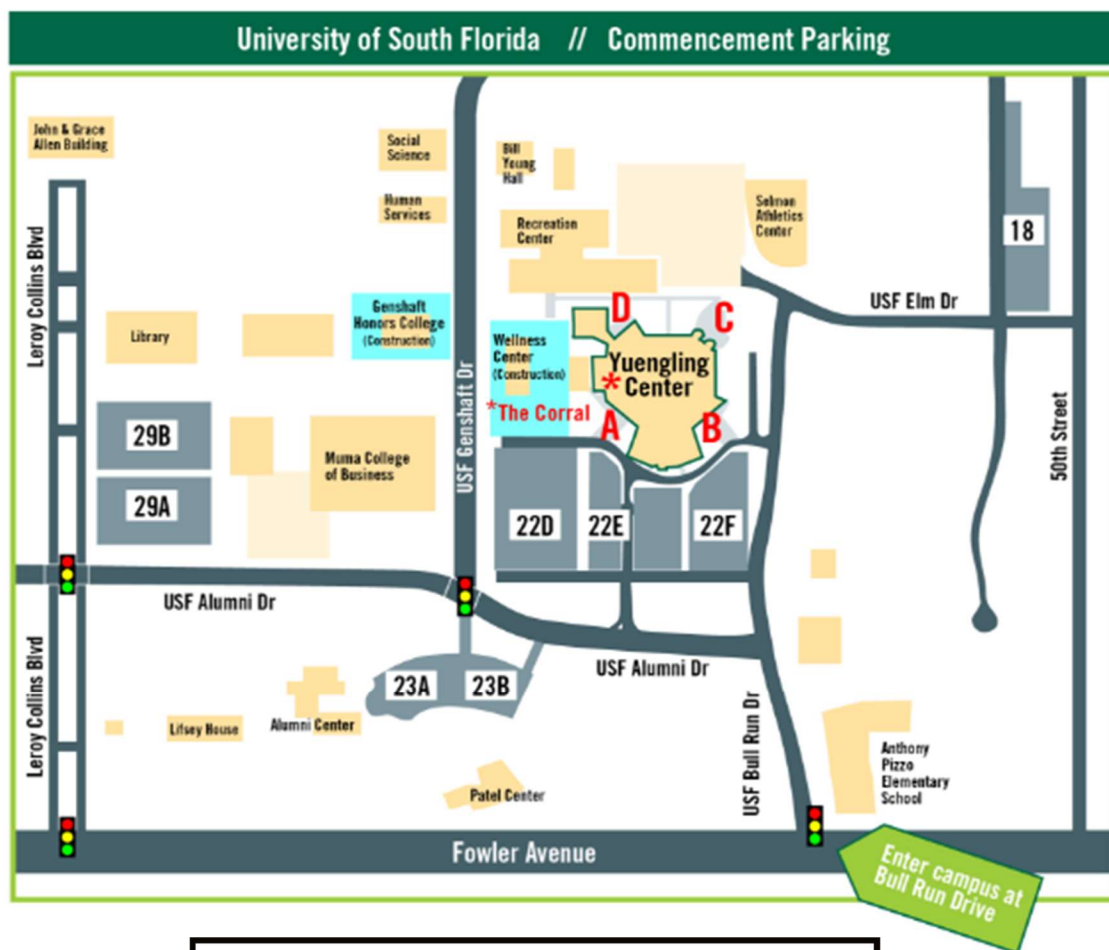 University of South Florida // Commencement Parking
John & Grace
Allen Building
Social
Science
Bill
Young
Hall
Human
Services
Recreation
Center
Selmon
Athletics
Center
18
Leroy Collins Blvd
USF Elm Dr
Genshaft
Honors College
(Construction)
D
C
Library
Wellness
Center
(Construction)
*The Corral
Yuengling
* Center
A
B
USF Genshaft Dr
50th Street
29B
29A
Muma College
of Business
22D
22E
22F
USF Alumni Dr
USF Alumni Dr
23A
23B
Leroy Collins Blvd
Lifsey House
Alumni Center
Patel Center
USF Bull Run Dr
Anthony
Pizzo
Elementary
School
Fowler Avenue
Enter campus at
Bull Run Drive